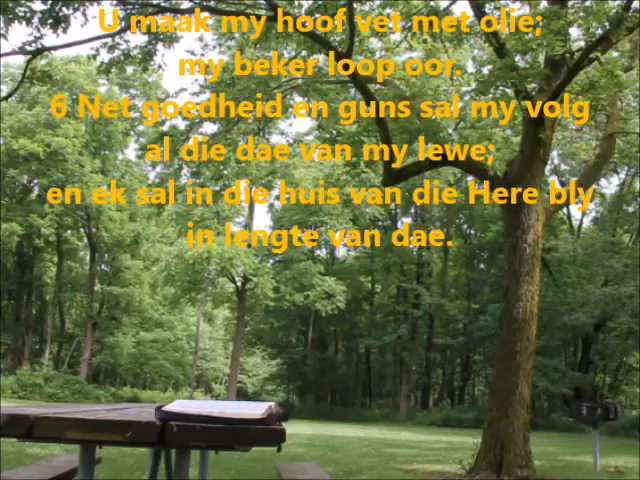 U maak my hoof vet met olie;
my beker loop oor.
6 Net goedheid en guns sal my volg
al die dae van my lewe;
en ek sal in die huis van die Here bly
in lengte van dae.